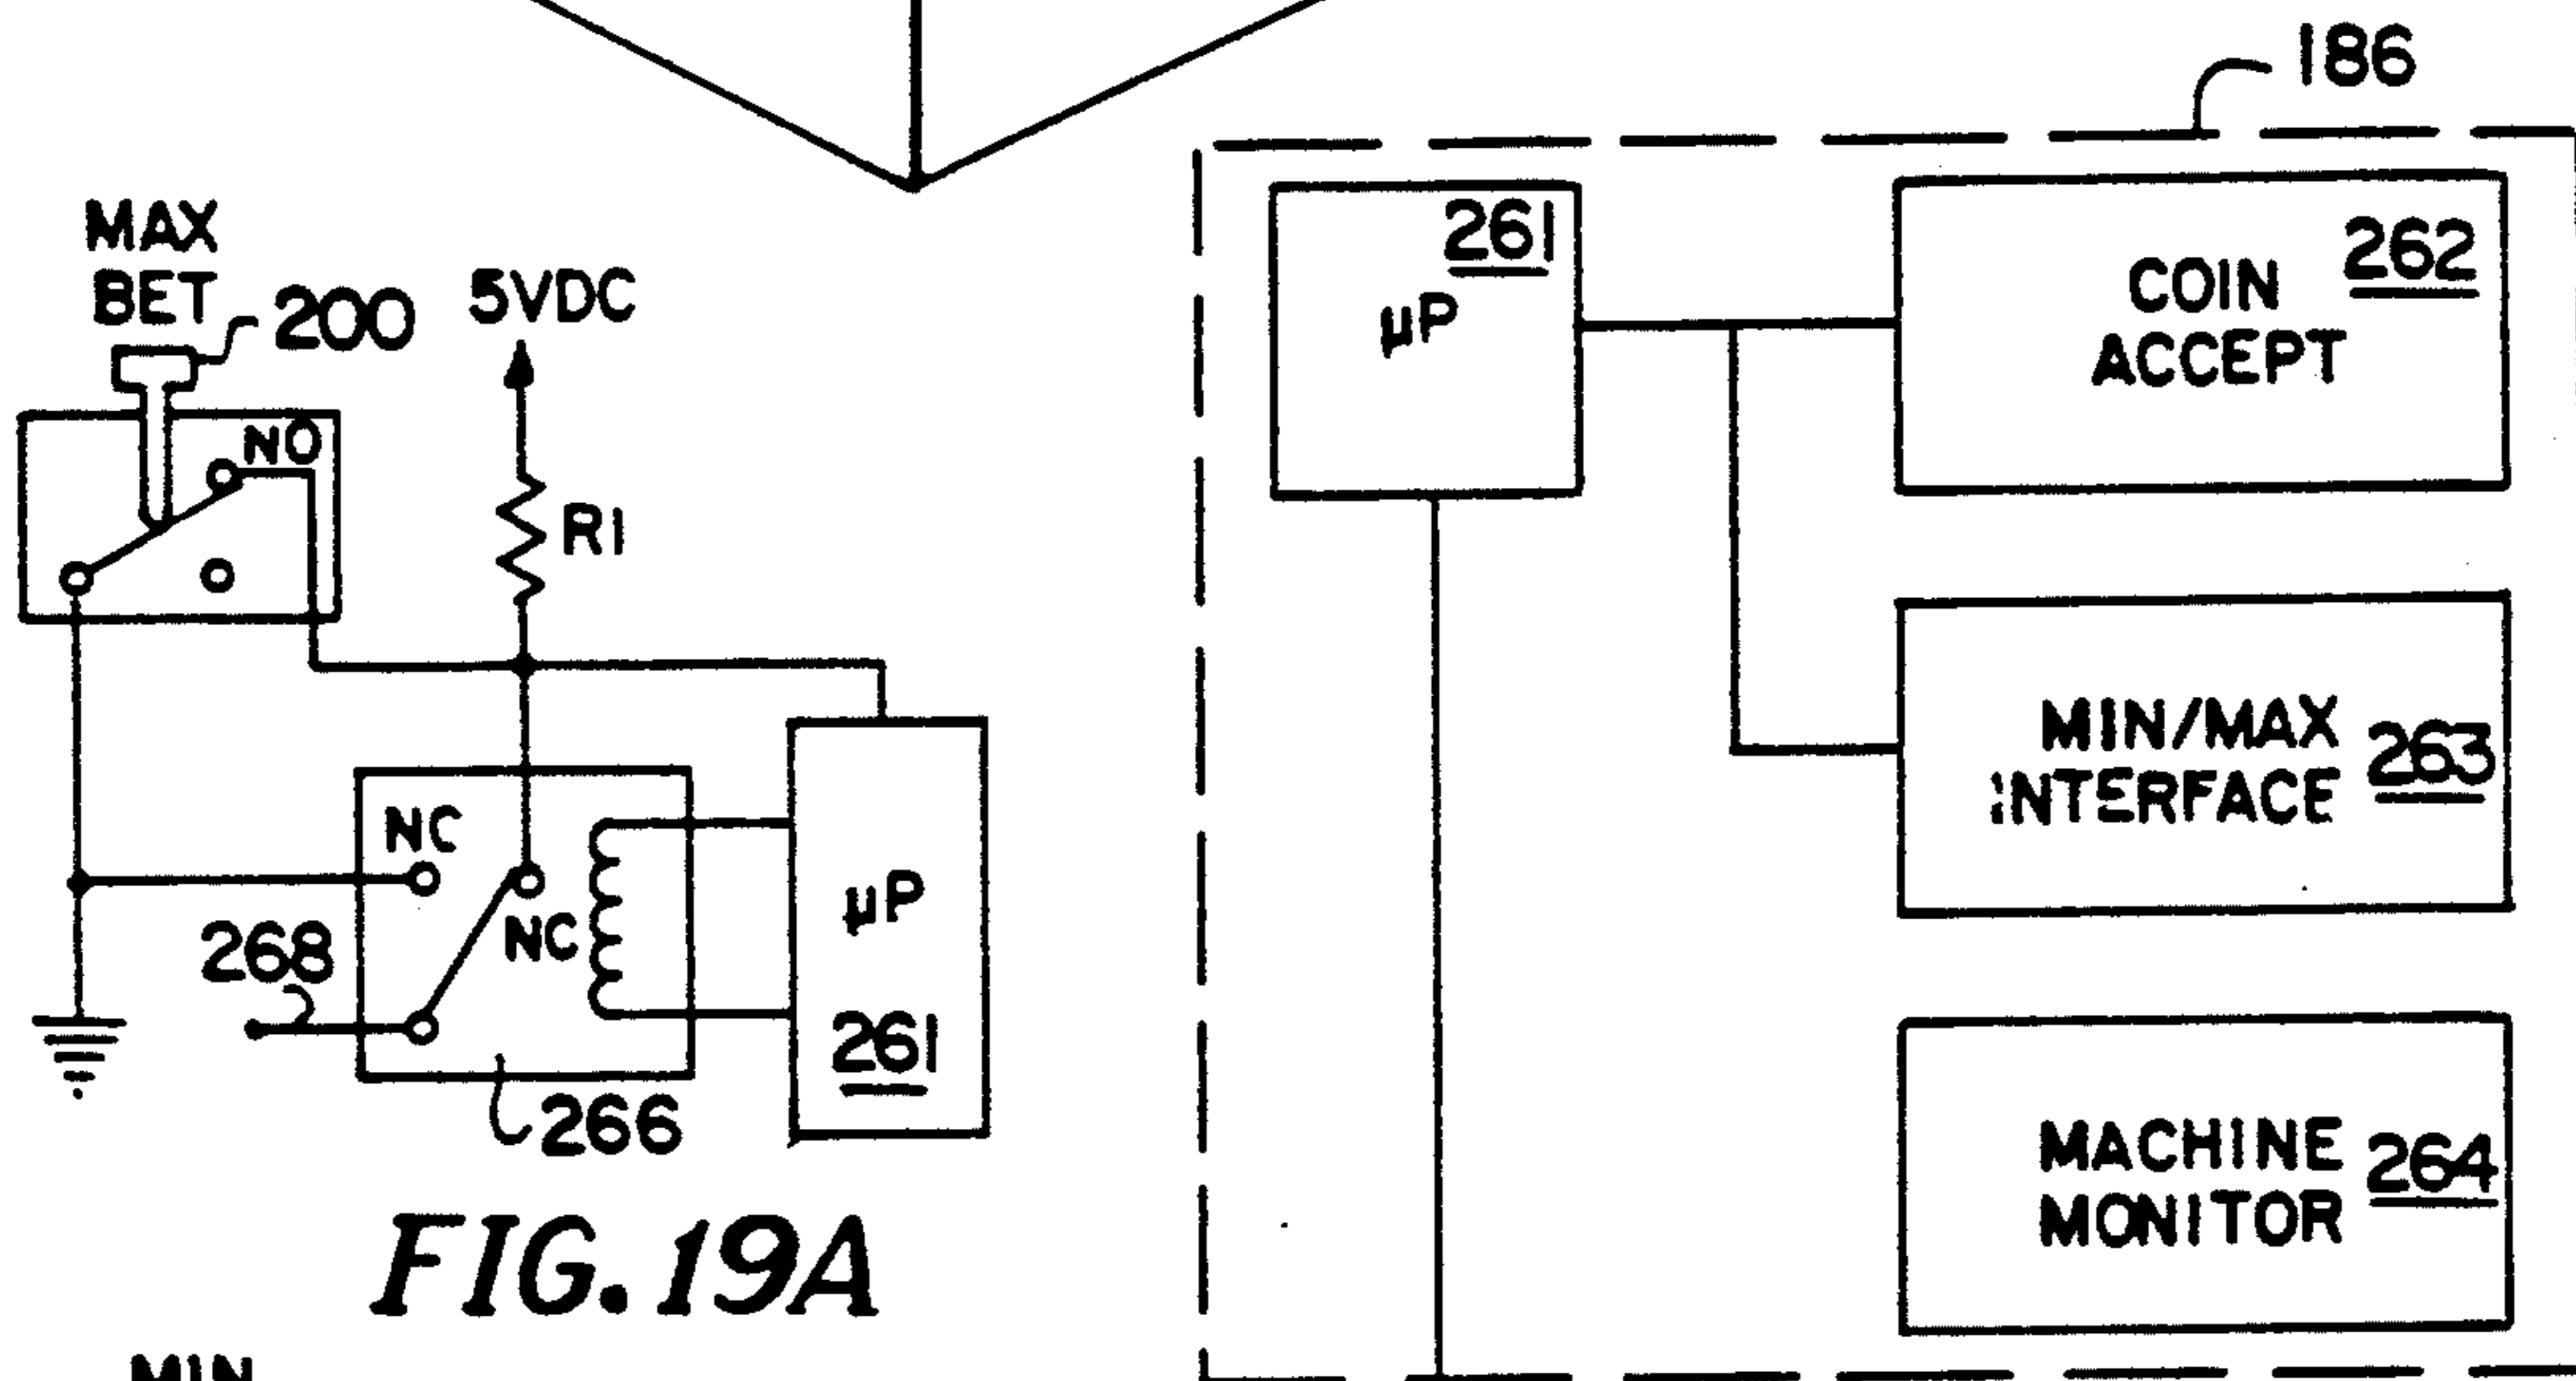 186
MAX
BET
200
5VDC
NO
R1
NC
NC
268
µP
261
266
FIG. 19A
MIN
261
µP
262
COIN
ACCEPT
MIN/MAX
INTERFACE 263
MACHINE
MONITOR 264